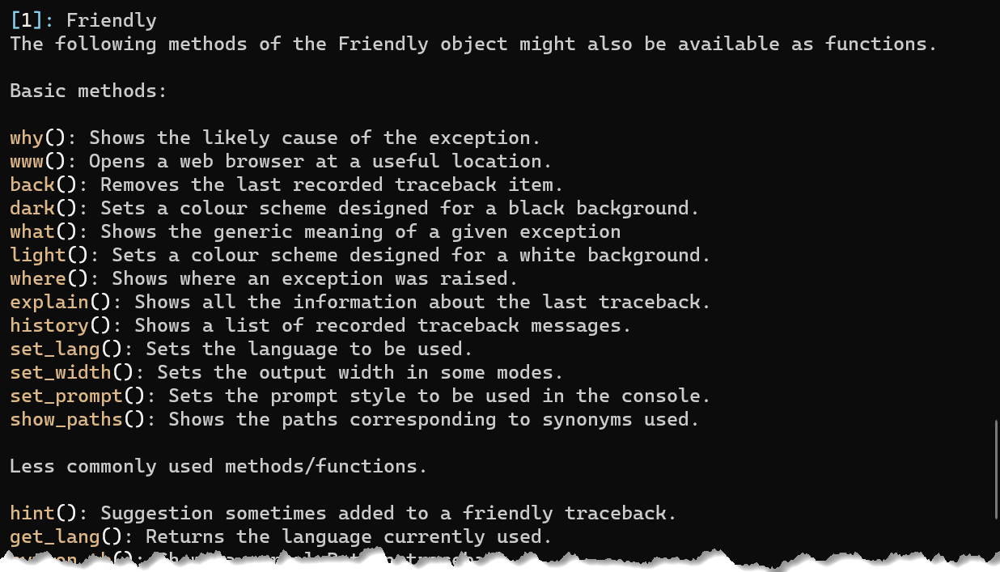 [1]: Friendly
The following methods of the Friendly object might also be available as functions.
Basic methods:
why(): Shows the likely cause of the exception.
www(): Opens a web browser at a useful location.
back(): Removes the last recorded traceback item.
dark(): Sets a colour scheme designed for a black background.
what(): Shows the generic meaning of a given exception
light(): Sets a colour scheme designed for a white background.
where(): Shows where an exception was raised.
explain(): Shows all the information about the last traceback.
history(): Shows a list of recorded traceback messages.
set_lang(): Sets the language to be used.
set_width(): Sets the output width in some modes.
set_prompt(): Sets the prompt style to be used in the console.
show_paths(): Shows the paths corresponding to synonyms used.
Less commonly used methods/functions.
hint(): Suggestion sometimes added to a friendly traceback.
get_lang(): Returns the language currently used.